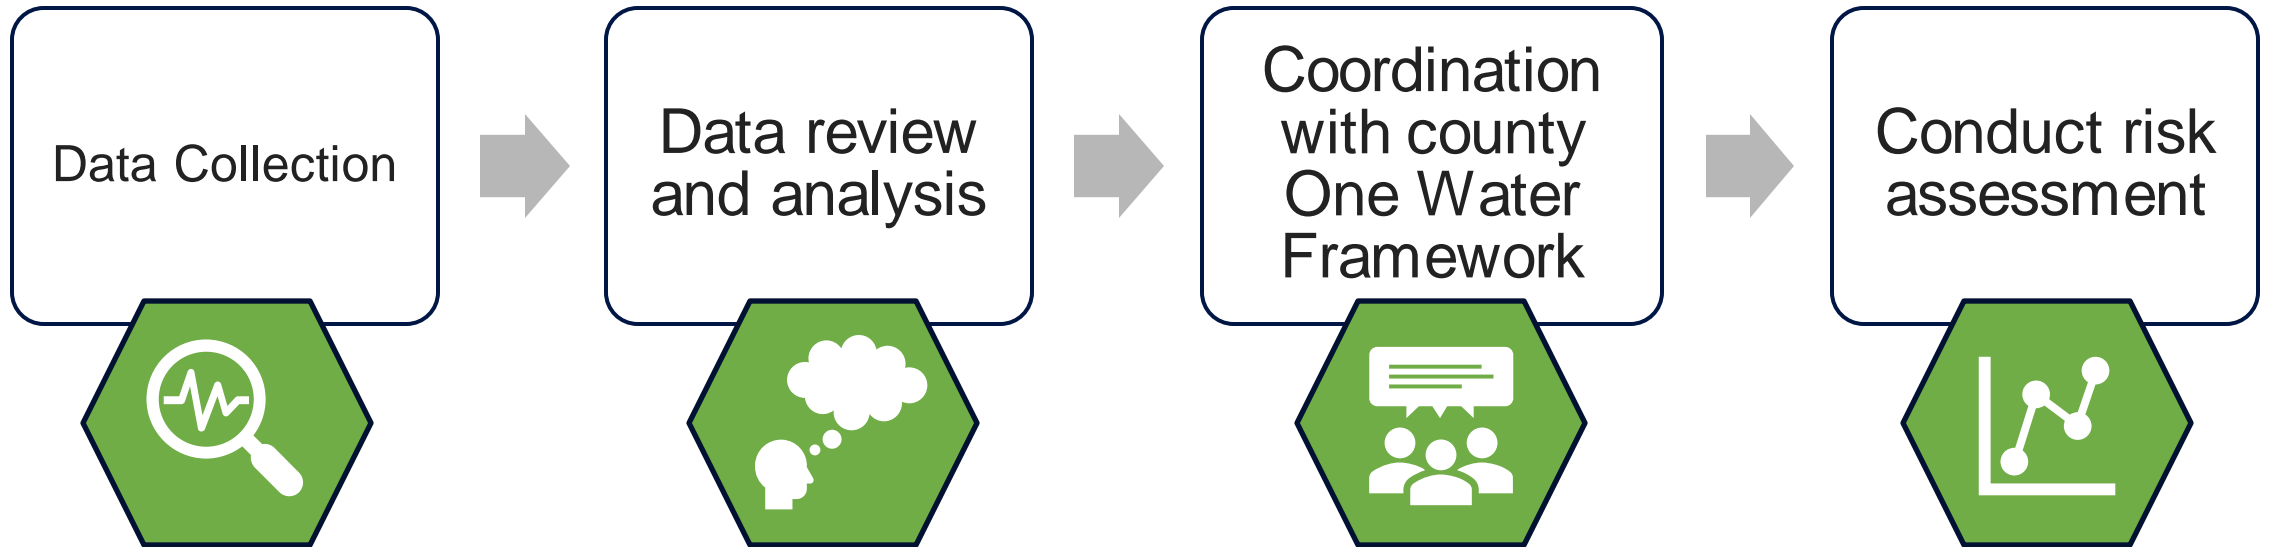 Data Collection
Data review
and analysis
Coordination
with county
One Water
Framework
Conduct risk
assessment